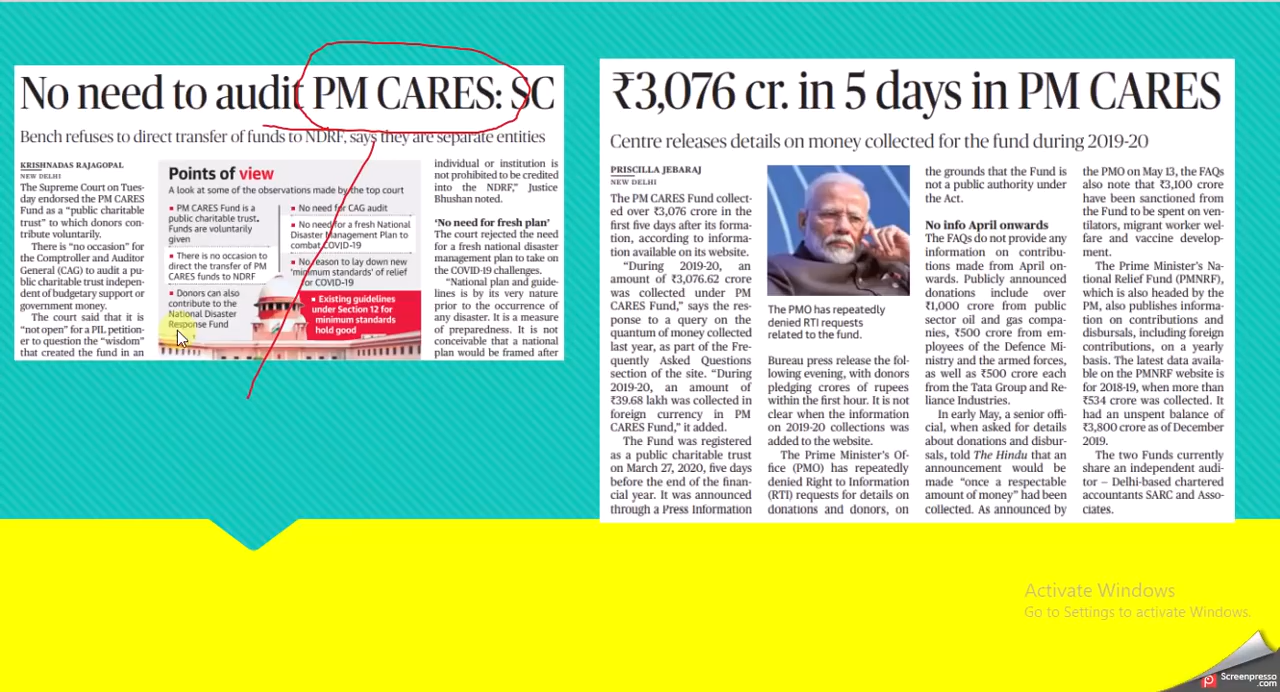 No need to audit PM CARES: SC
Bench refuses to direct transfer of funds to NDRF, says they are separate entities
KRISHNADAS RAJAGOPAL
NEW DELHI
The Supreme Court on Tues-
day endorsed the PM CARES
Fund as a “public charitable
trust” to which donors con-
tribute voluntarily.
There is “no occasion” for
the Comptroller and Auditor
General (CAG) to audit a pu-
blic charitable trust indepen-
dent of budgetary support or
government money.
The court said that it is
“not open” for a PIL petition-
er to question the “wisdom”
that created the fund in an
Points of view
A look at some of the observations made by the top court
PM CARES Fund is a
public charitable trust.
Funds are voluntarily
given
There is no occasion to
direct the transfer of PM
CARES funds to NDRF
Donors can also
contribute to the
National Disaster
Response Fund
No need for CAG audit
No need for a fresh National
Disaster Management Plan to
combat COVID-19
No reason to lay down new
‘minimum standards’ of relief
for COVID-19
Existing guidelines
under Section 12 for
minimum standards
hold good
individual or institution is
not prohibited to be credited
into the NDRF,” Justice
Bhushan noted.
‘No need for fresh plan’
The court rejected the need
for a fresh national disaster
management plan to take on
the COVID-19 challenges.
“National plan and guide-
lines is by its very nature
prior to the occurrence of
any disaster. It is a measure
of preparedness. It is not
conceivable that a national
plan would be framed after
₹3,076 cr. in 5 days in PM CARES
Centre releases details on money collected for the fund during 2019-20
PRISCILLA JEBARAJ
NEW DELHI
The PM CARES Fund collect-
ed over ₹3,076 crore in the
first five days after its forma-
tion, according to informa-
tion available on its website.
“During 2019-20, an
amount of ₹3,076.62 crore
was collected under PM
CARES Fund,” says the re-
sponse to a query on the
quantum of money collected
last year, as part of the Fre-
quently Asked Questions
section of the site. “During
2019-20, an amount of
₹39.68 lakh was collected in
foreign currency in PM
CARES Fund,” it added.
The Fund was registered
as a public charitable trust
on March 27, 2020, five days
before the end of the finan-
cial year. It was announced
through a Press Information
The PMO has repeatedly
denied RTI requests
related to the fund.
Bureau press release the fol-
lowing evening, with donors
pledging crores of rupees
within the first hour. It is not
clear when the information
on 2019-20 collections was
added to the website.
The Prime Minister’s Of-
fice (PMO) has repeatedly
denied Right to Information
(RTI) requests for details on
donations and donors, on
the grounds that the Fund is
not a public authority under
the Act.
No info April onwards
The FAQs do not provide any
information on contribu-
tions made from April on-
wards. Publicly announced
donations include over
₹1,000 crore from public
sector oil and gas compa-
nies, ₹500 crore from em-
ployees of the Defence Mi-
nistry and the armed forces,
as well as ₹500 crore each
from the Tata Group and Re-
liance Industries.
In early May, a senior offi-
cial, when asked for details
about donations and disbur-
sals, told The Hindu that an
announcement would be
made “once a respectable
amount of money” had been
collected. As announced by
the PMO on May 13, the FAQs
also note that ₹3,100 crore
have been sanctioned from
the Fund to be spent on ven-
tilators, migrant worker wel-
fare and vaccine develop-
ment.
The Prime Minister’s Na-
tional Relief Fund (PMNRF),
which is also headed by the
PM, also publishes informa-
tion on contributions and
disbursals, including foreign
contributions, on a yearly
basis. The latest data availa-
ble on the PMNRF website is
for 2018-19, when more than
₹534 crore was collected. It
had an unspent balance of
₹3,800 crore as of December
2019.
The two Funds currently
share an independent audi-
tor – Delhi-based chartered
accountants SARC and Asso-
ciates.
Activate Windows
Go to Settings to activate Windows.
Screenpresso
.com